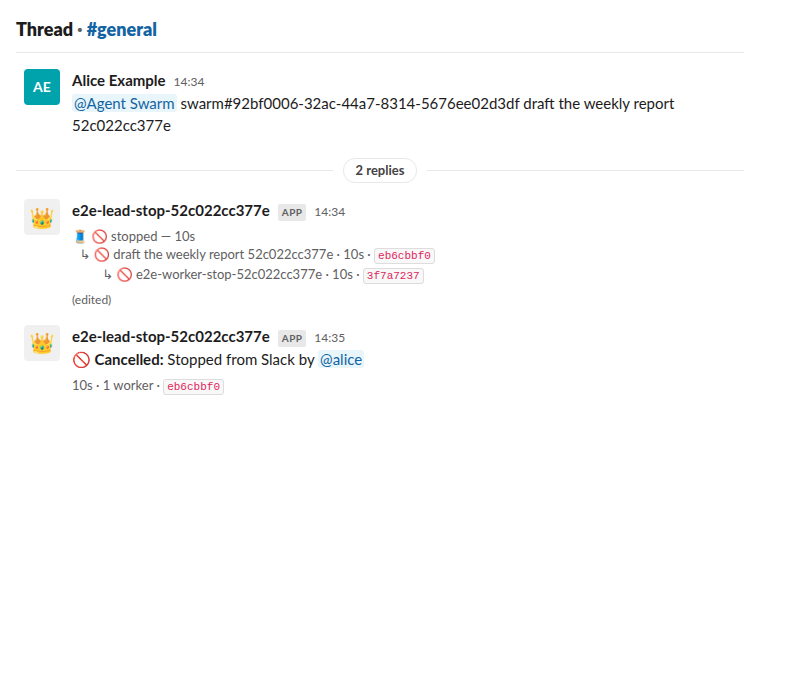 Thread • #general
AE
Alice Example 14:34
@Agent Swarm swarm#92bf0006-32ac-44a7-8314-5676ee02d3df draft the weekly report
52c022cc377e
2 replies
e2e-lead-stop-52c022cc377e APP 14:34
🧵 🚫 stopped — 10s
↳ 🚫 draft the weekly report 52c022cc377e · 10s · eb6cbbf0
↳ 🚫 e2e-worker-stop-52c022cc377e · 10s · 3f7a7237
(edited)
e2e-lead-stop-52c022cc377e APP 14:35
🚫 Cancelled: Stopped from Slack by @alice
10s · 1 worker · eb6cbbf0